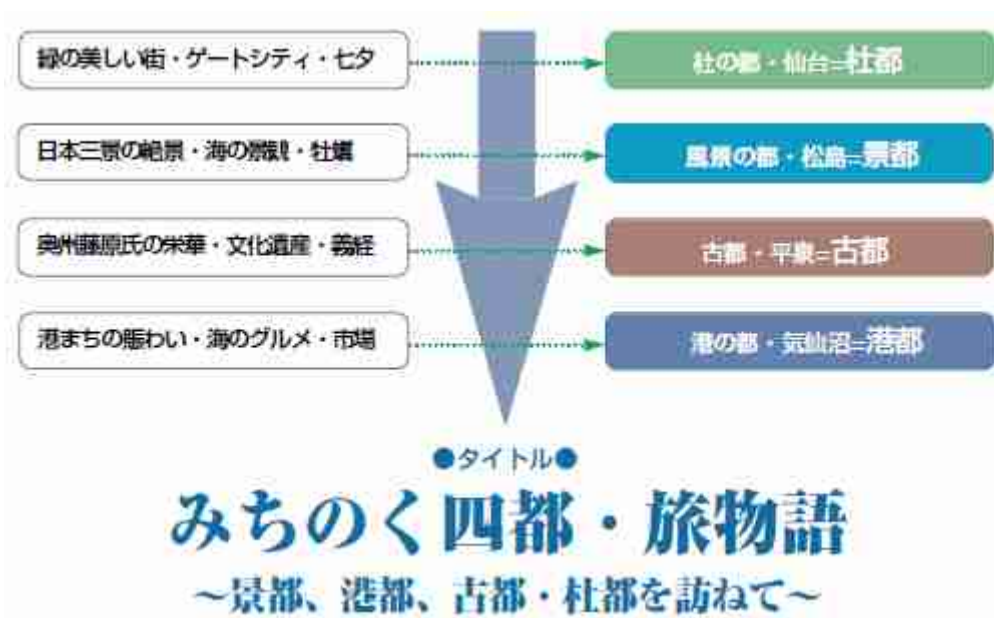 緑の美しい街・ゲートシティ・七夕
杜の都・仙台=杜都
日本三景の絶景・海の景観・牡蠣
風景の都・松島=景都
奥州藤原氏の栄華・文化遺産・義経
古都・平泉=古都
港まちの賑わい・海のグルメ・市場
港の都・気仙沼=港都
●タイトル●
みちのく四都・旅物語
～景都、港都、古都・杜都を訪ねて～